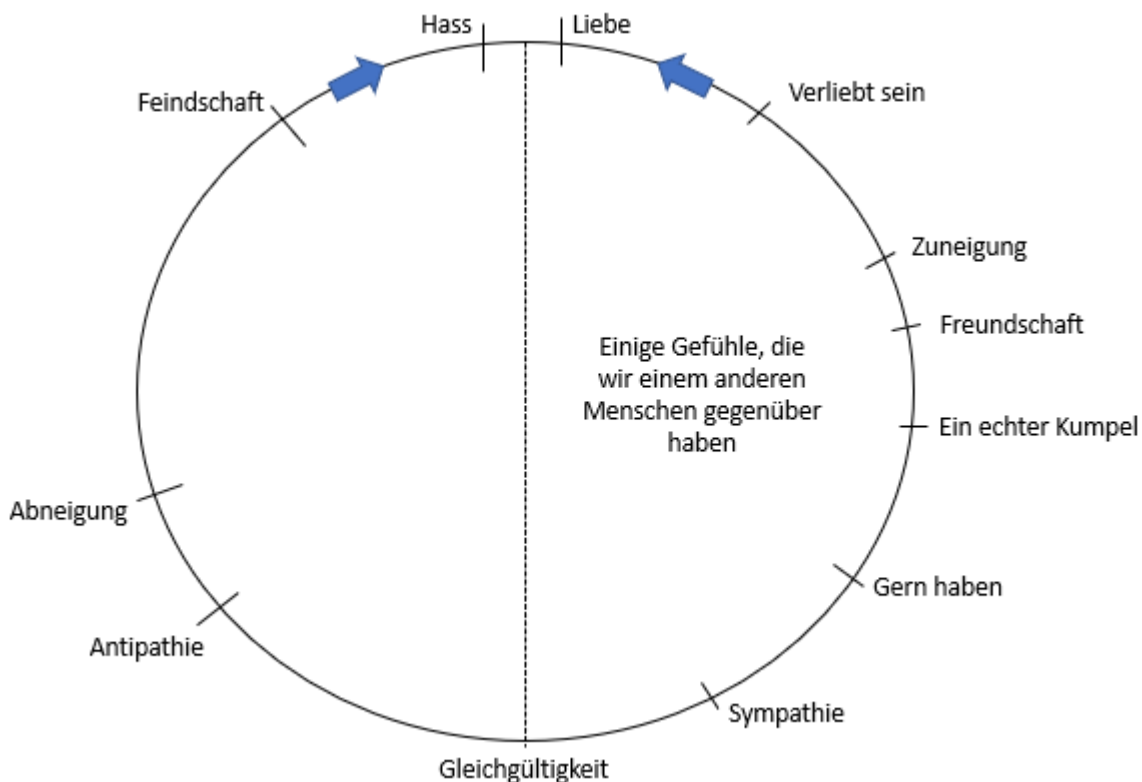 Hass
Liebe
Feindschaft
Verliebt sein
Zuneigung
Freundschaft
Einige Gefühle, die
wir einem anderen
Menschen gegenüber
haben
Ein echter Kumpel
Abneigung
Gern haben
Antipathie
Sympathie
Gleichgültigkeit